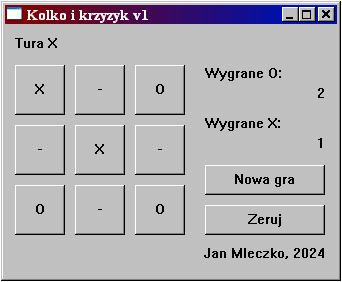 Kolko i krzyzyk v1
Tura X
X - O
- X -
O - O
Wygrane O:
2
Wygrane X:
1
Nowa gra
Zeruj
Jan Mleczko, 2024